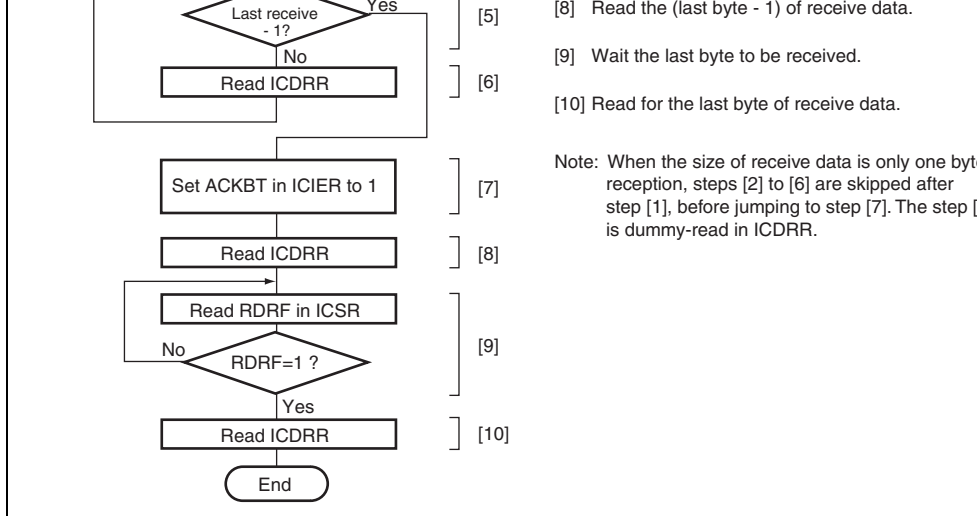 Last receive
- 1?
Yes
[5]
No
Read ICDRR
[6]
Set ACKBT in ICIER to 1
[7]
Read ICDRR
[8]
Read RDRF in ICSR
No
RDRF=1 ?
[9]
Yes
Read ICDRR
[10]
End
[8] Read the (last byte - 1) of receive data.
[9] Wait the last byte to be received.
[10] Read for the last byte of receive data.
Note: When the size of receive data is only one byte
reception, steps [2] to [6] are skipped after
step [1], before jumping to step [7]. The step [
is dummy-read in ICDRR.